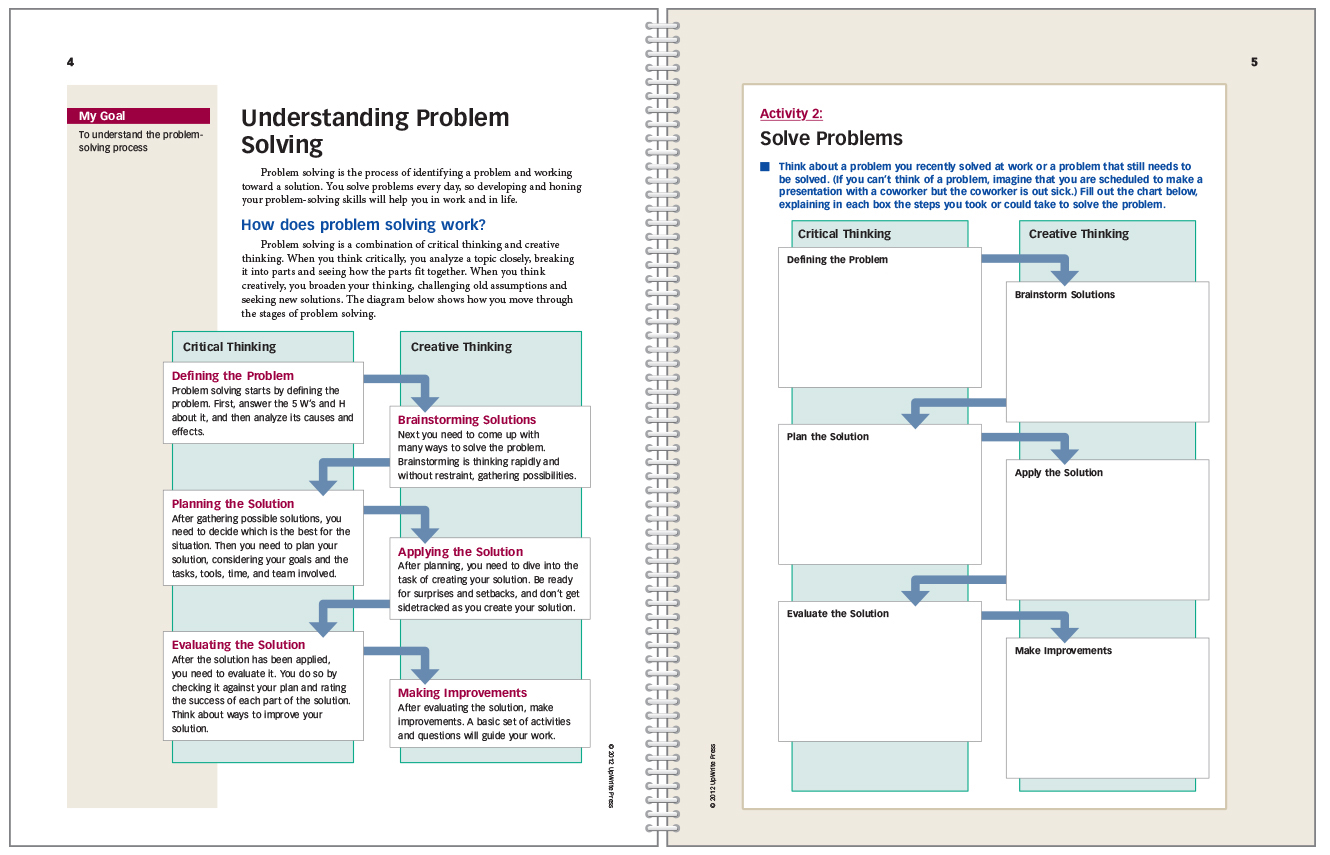 4
My Goal
To understand the problem-
solving process
Understanding Problem
Solving
Problem solving is the process of identifying a problem and working
toward a solution. You solve problems every day, so developing and honing
your problem-solving skills will help you in work and in life.
How does problem solving work?
Problem solving is a combination of critical thinking and creative
thinking. When you think critically, you analyze a topic closely, breaking
it into parts and seeing how the parts fit together. When you think
creatively, you broaden your thinking, challenging old assumptions and
seeking new solutions. The diagram below shows how you move through
the stages of problem solving.
Critical Thinking
Creative Thinking
Defining the Problem
Problem solving starts by defining the
problem. First, answer the 5 W's and H
about it, and then analyze its causes and
effects.
Brainstorming Solutions
Next you need to come up with
many ways to solve the problem.
Brainstorming is thinking rapidly and
without restraint, gathering possibilities.
Planning the Solution
After gathering possible solutions, you
need to decide which is the best for the
situation. Then you need to plan your
solution, considering your goals and the
tasks, tools, time, and team involved.
Applying the Solution
After planning, you need to dive into the
task of creating your solution. Be ready
for surprises and setbacks, and don't get
sidetracked as you create your solution.
Evaluating the Solution
After the solution has been applied,
you need to evaluate it. You do so by
checking it against your plan and rating
the success of each part of the solution.
Think about ways to improve your
solution.
Making Improvements
After evaluating the solution, make
improvements. A basic set of activities
and questions will guide your work.
© 2012 UpWrite Press
5
Activity 2:
Solve Problems
Think about a problem you recently solved at work or a problem that still needs to
be solved. (If you can't think of a problem, imagine that you are scheduled to make a
presentation with a coworker but the coworker is out sick.) Fill out the chart below,
explaining in each box the steps you took or could take to solve the problem.
Critical Thinking
Creative Thinking
Defining the Problem
Brainstorm Solutions
Plan the Solution
Apply the Solution
Evaluate the Solution
Make Improvements
© 2012 UpWrite Press